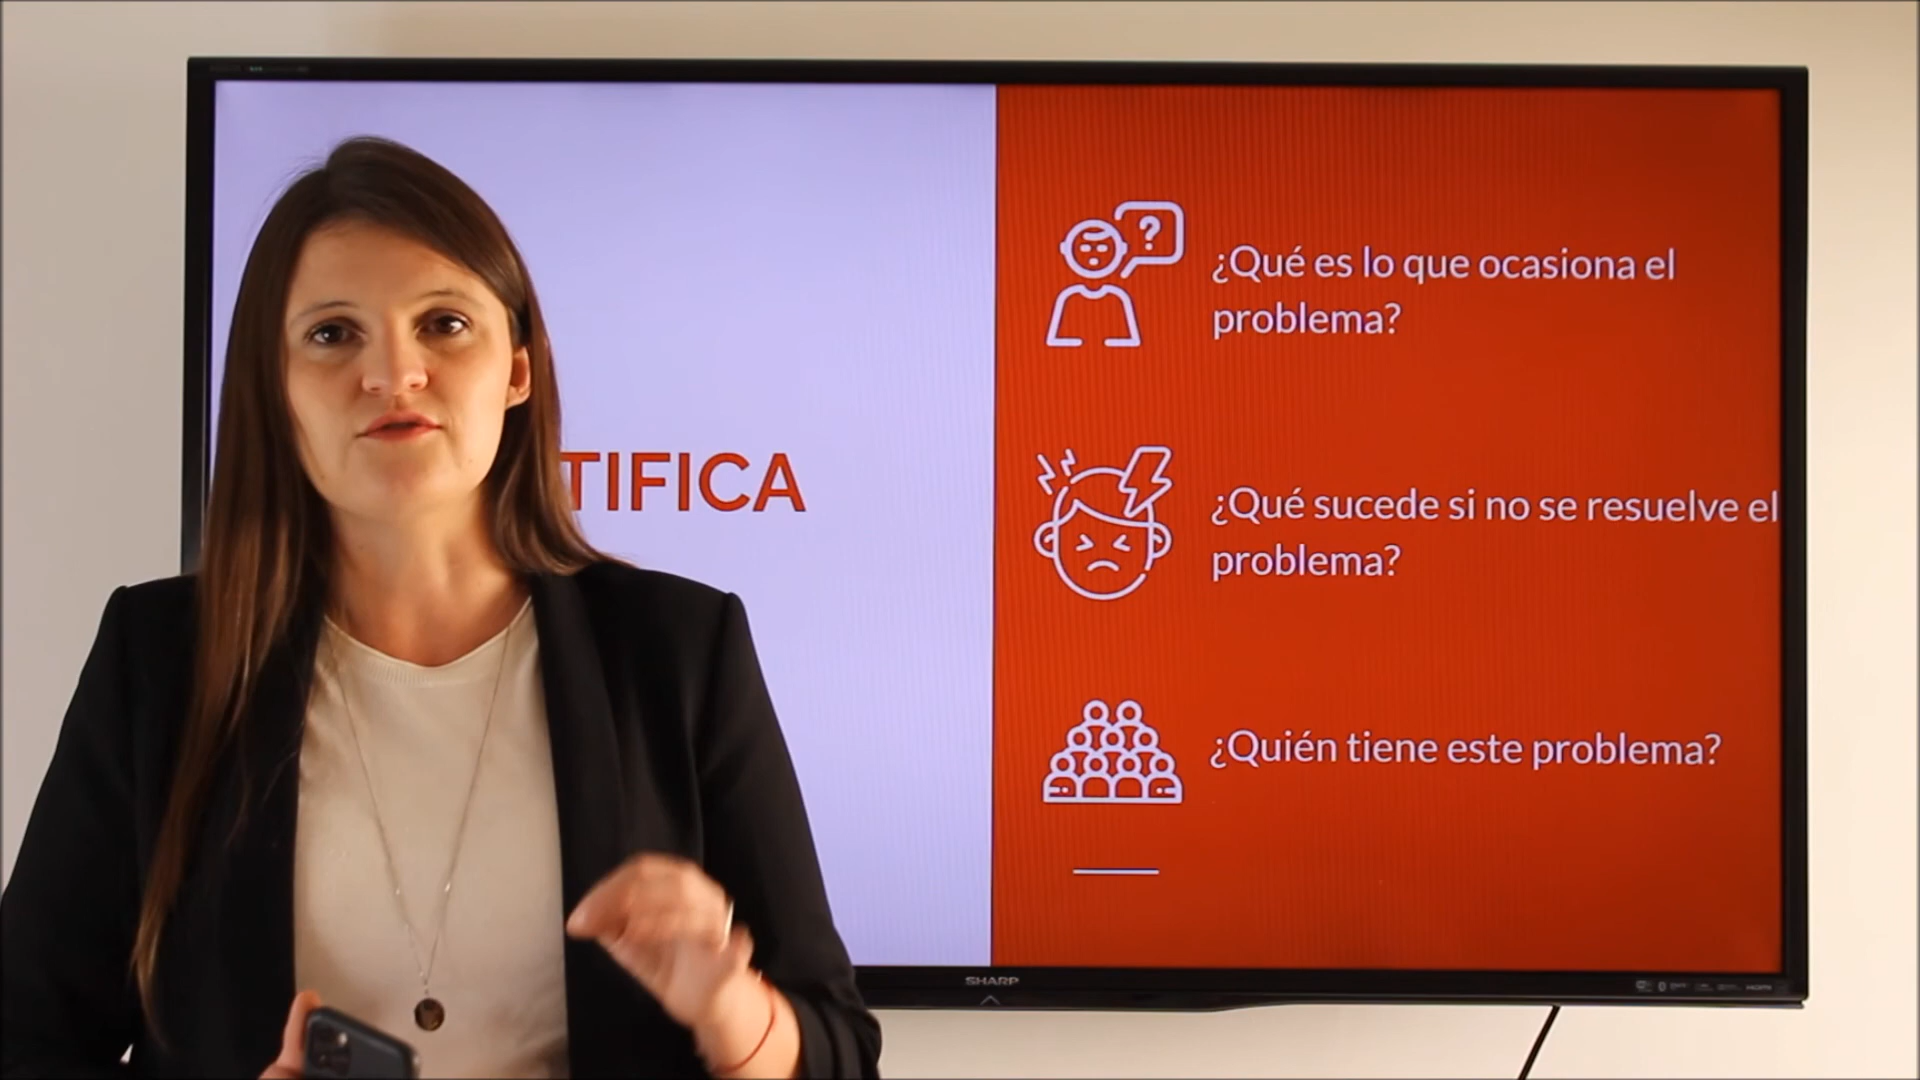 TIFICA
¿Qué es lo que ocasiona el
problema?
¿Qué sucede si no se resuelve el
problema?
¿Quién tiene este problema?
?
SHARP
HDMI